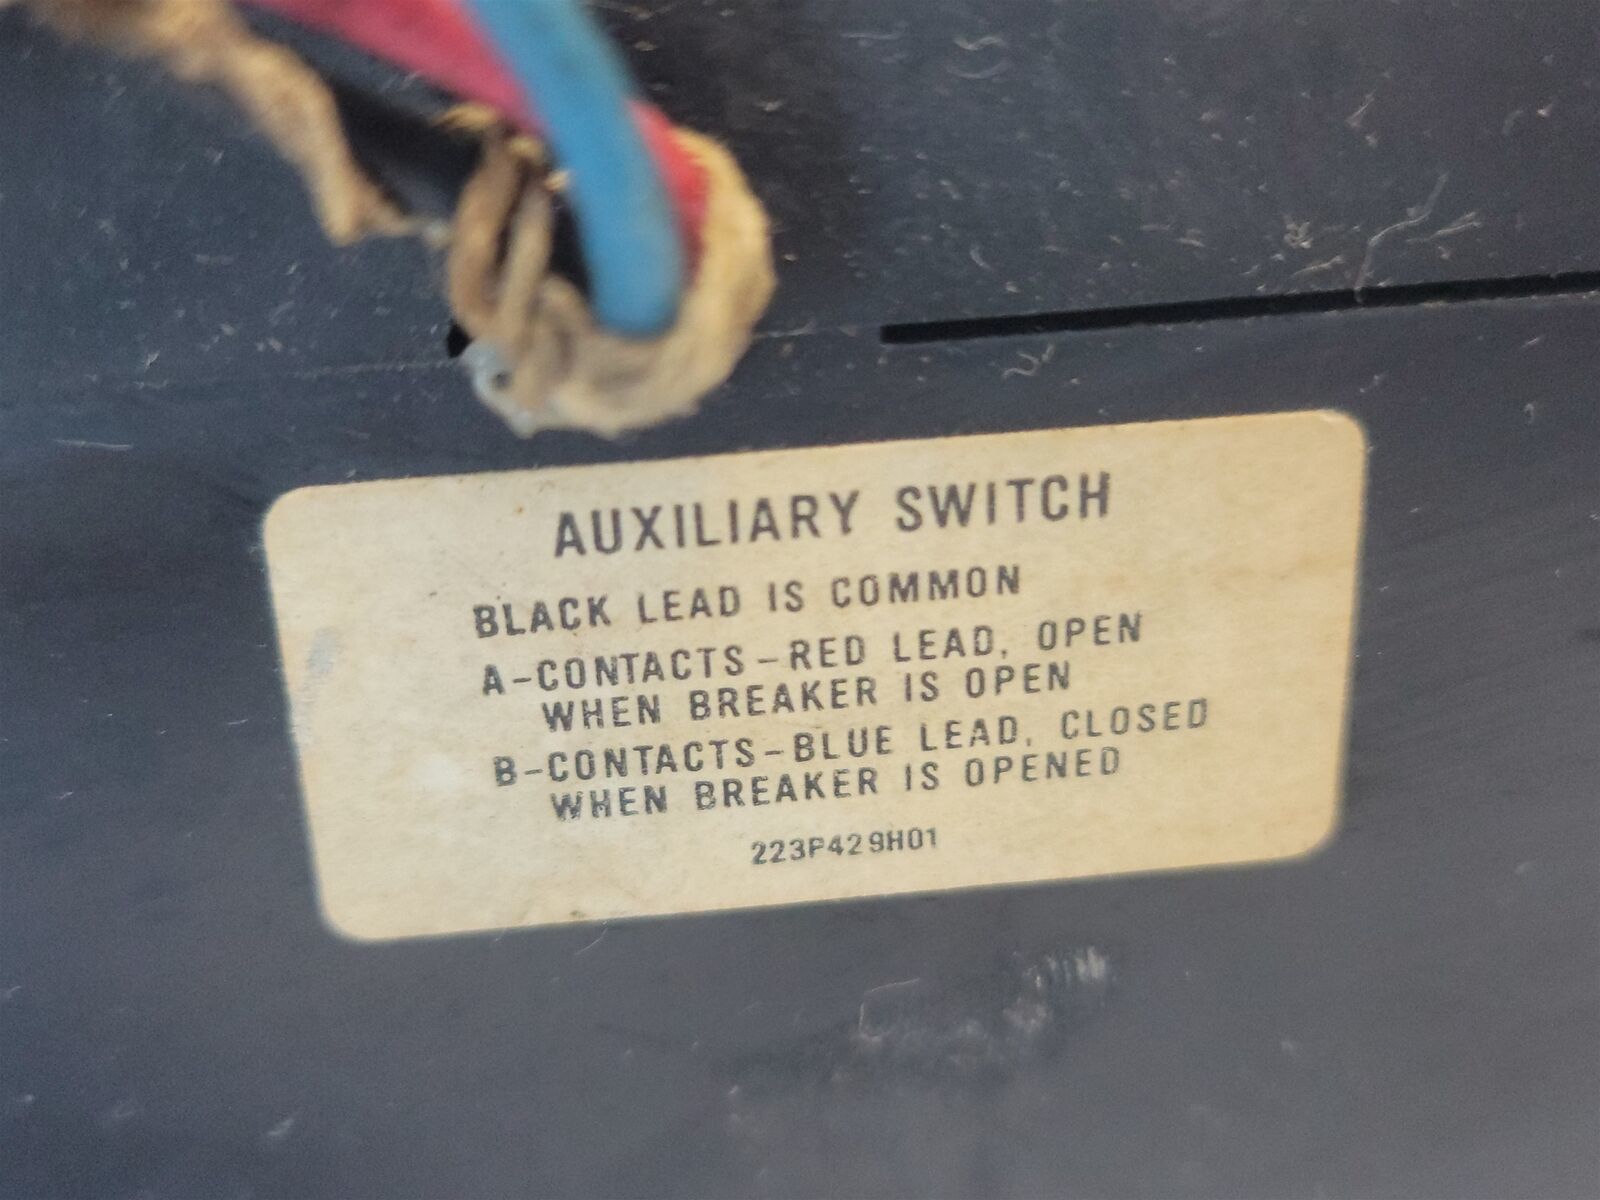 AUXILIARY SWITCH
BLACK LEAD IS COMMON
A-CONTACTS-RED LEAD, OPEN
WHEN BREAKER IS OPEN
B-CONTACTS-BLUE LEAD, CLOSED
WHEN BREAKER IS OPENED
223P429H01